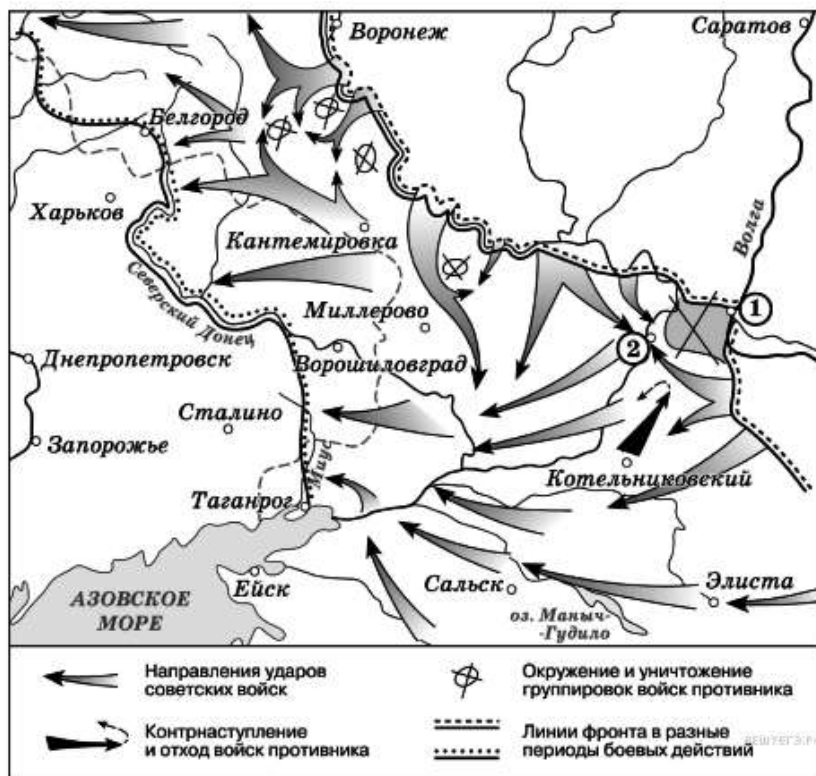 Воронеж
Саратов
Белгород
Волга
Харьков
Кантемировка
Северский Донец
1
Миллерово
2
Днепропетровск
Ворошиловград
Сталино
Запорожье
Миус
Котельниковский
Таганрог
Ейск
Сальск
Элиста
АЗОВСКОЕ
МОРЕ
оз. Маныч-
-Гудило
Направления ударов
советских войск
Окружение и уничтожение
группировок войск противника
Контрнаступление
и отход войск противника
Линии фронта в разные
периоды боевых действий
РЕШУЕГЭ.РФ